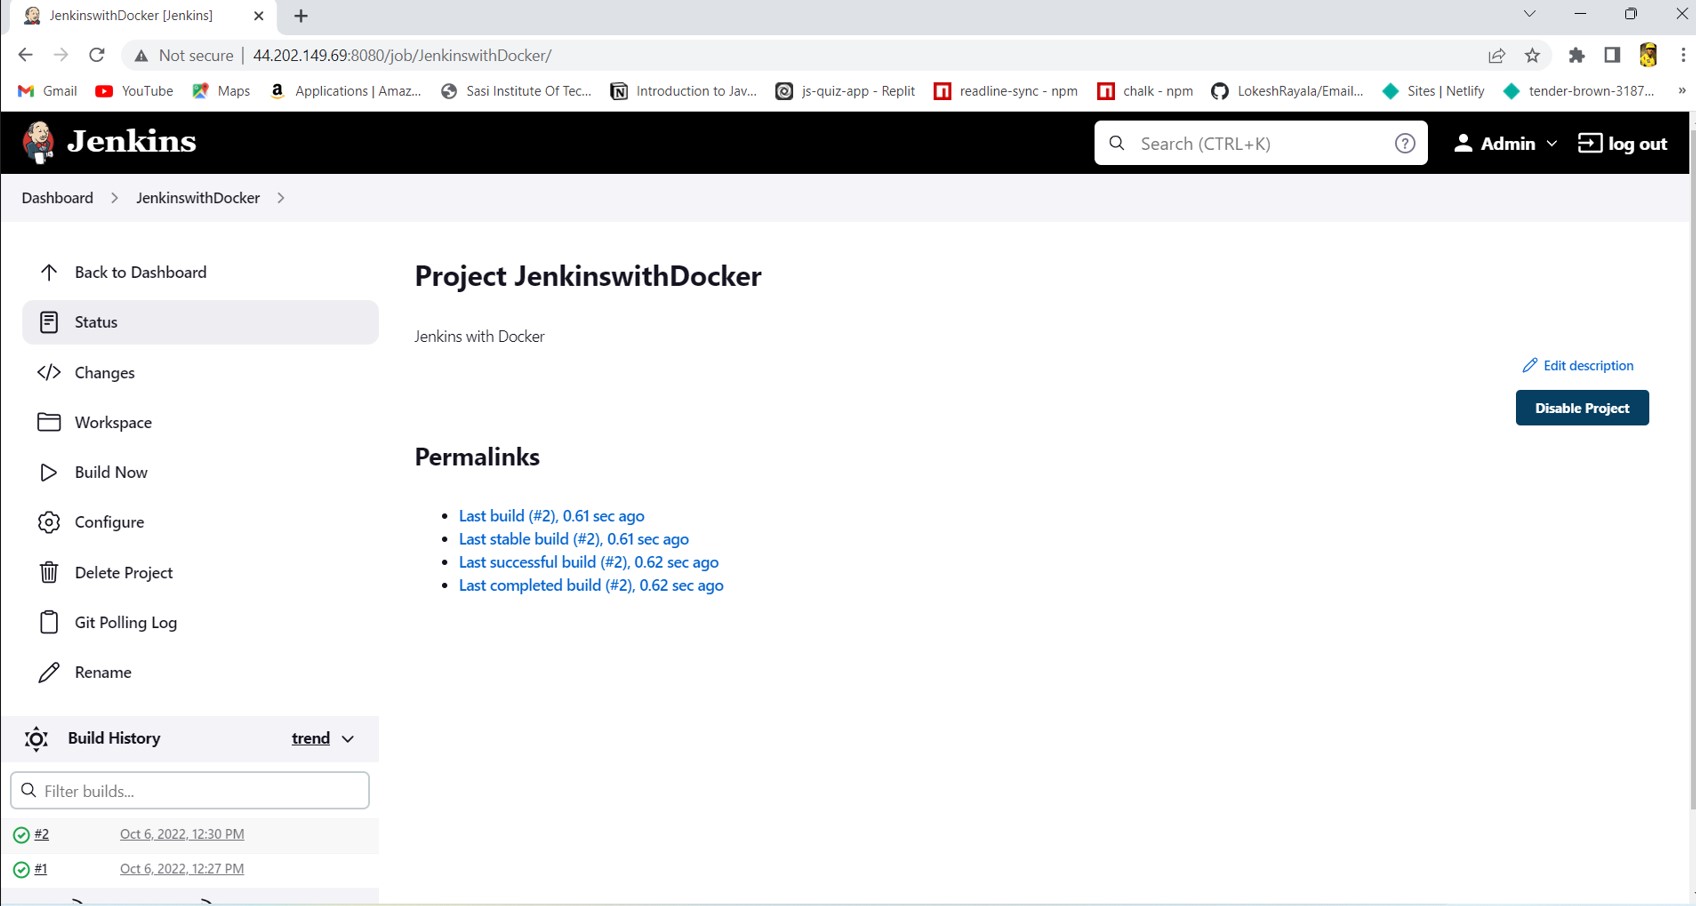 JenkinswithDocker [Jenkins]
Not secure | 44.202.149.69:8080/job/JenkinswithDocker/
Gmail YouTube Maps Applications | Amaz... Sasi Institute Of Tec... Introduction to Jav... js-quiz-app - Replit readline-sync - npm chalk - npm LokeshRayala/Email... Sites | Netlify tender-brown-3187... »
Jenkins Search (CTRL+K) ? Admin log out
Dashboard JenkinswithDocker
Back to Dashboard
Status
Changes
Workspace
Build Now
Configure
Delete Project
Git Polling Log
Rename
Build History trend
Filter builds...
#2 Oct 6, 2022, 12:30 PM
#1 Oct 6, 2022, 12:27 PM
Project JenkinswithDocker
Jenkins with Docker
Edit description
Disable Project
Permalinks
• Last build (#2), 0.61 sec ago
• Last stable build (#2), 0.61 sec ago
• Last successful build (#2), 0.62 sec ago
• Last completed build (#2), 0.62 sec ago